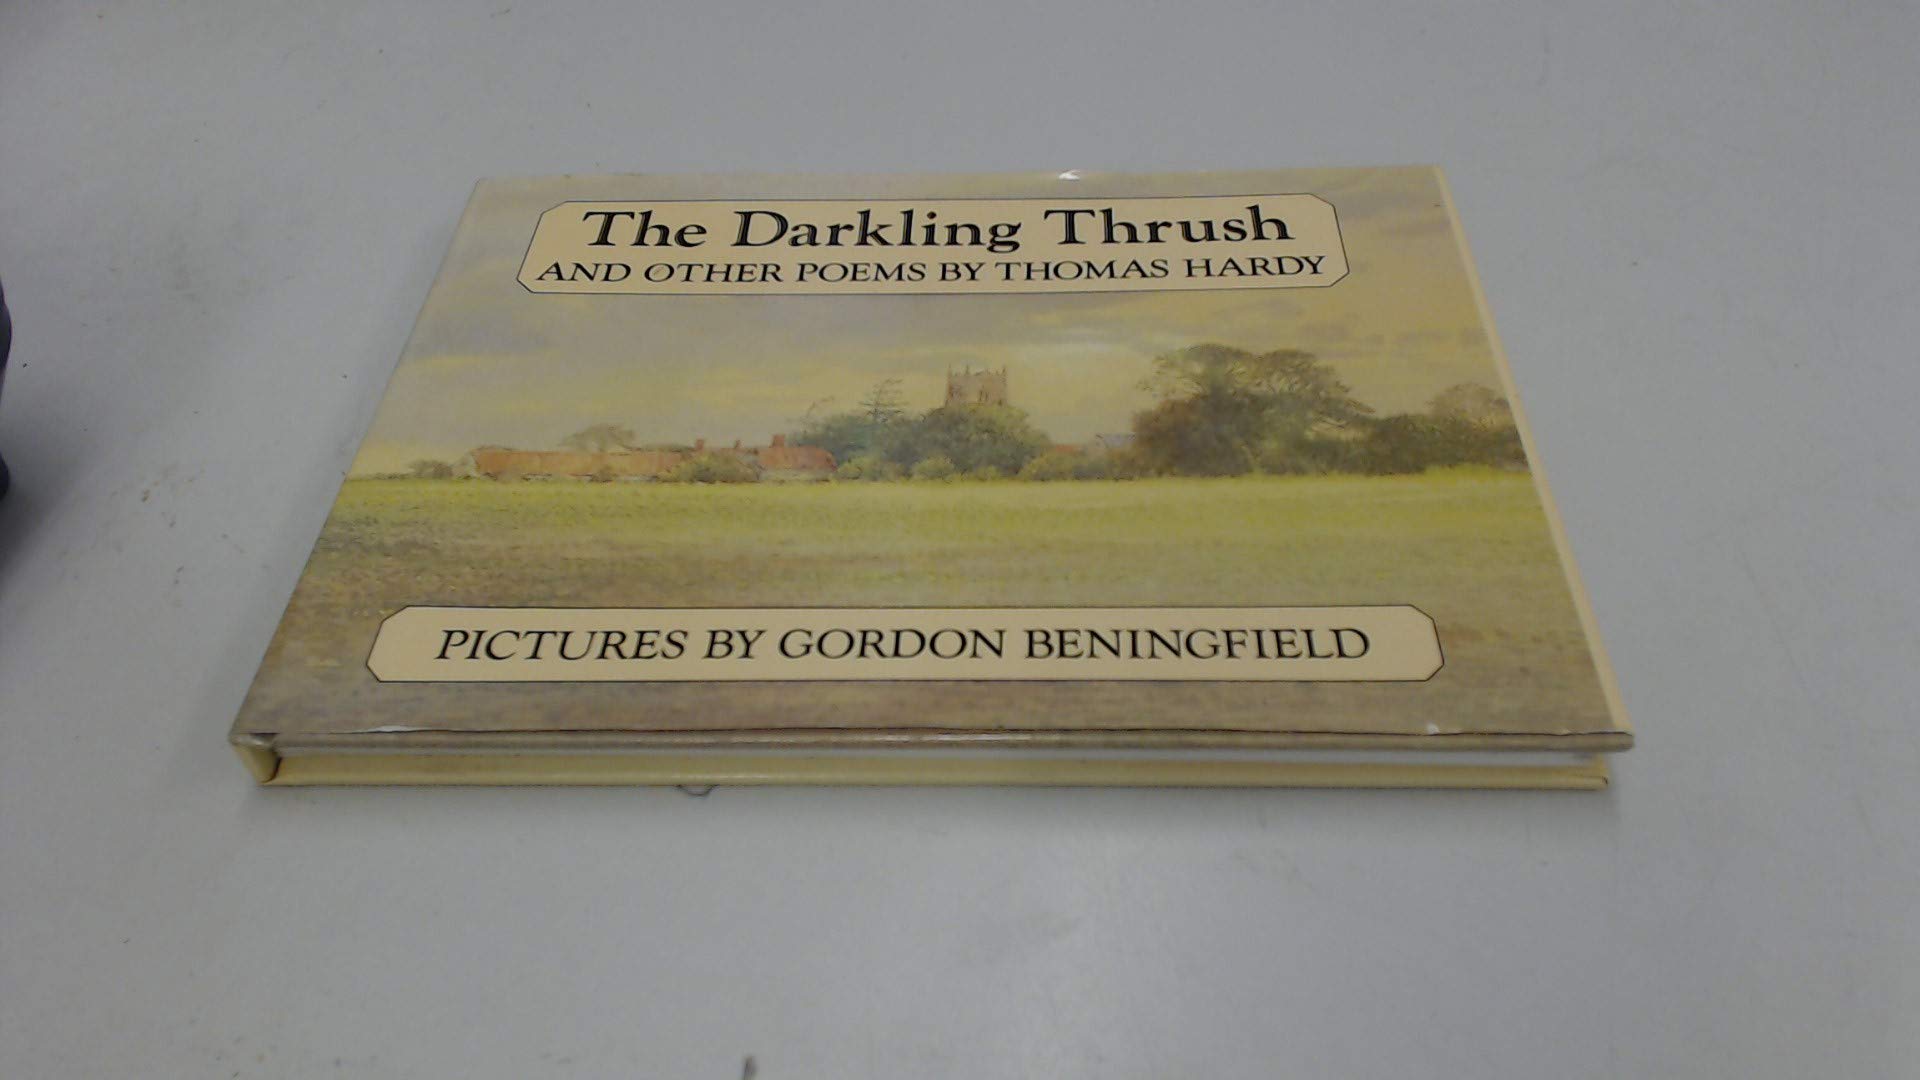 The Darkling Thrush
AND OTHER POEMS BY THOMAS HARDY
PICTURES BY GORDON BENINGFIELD